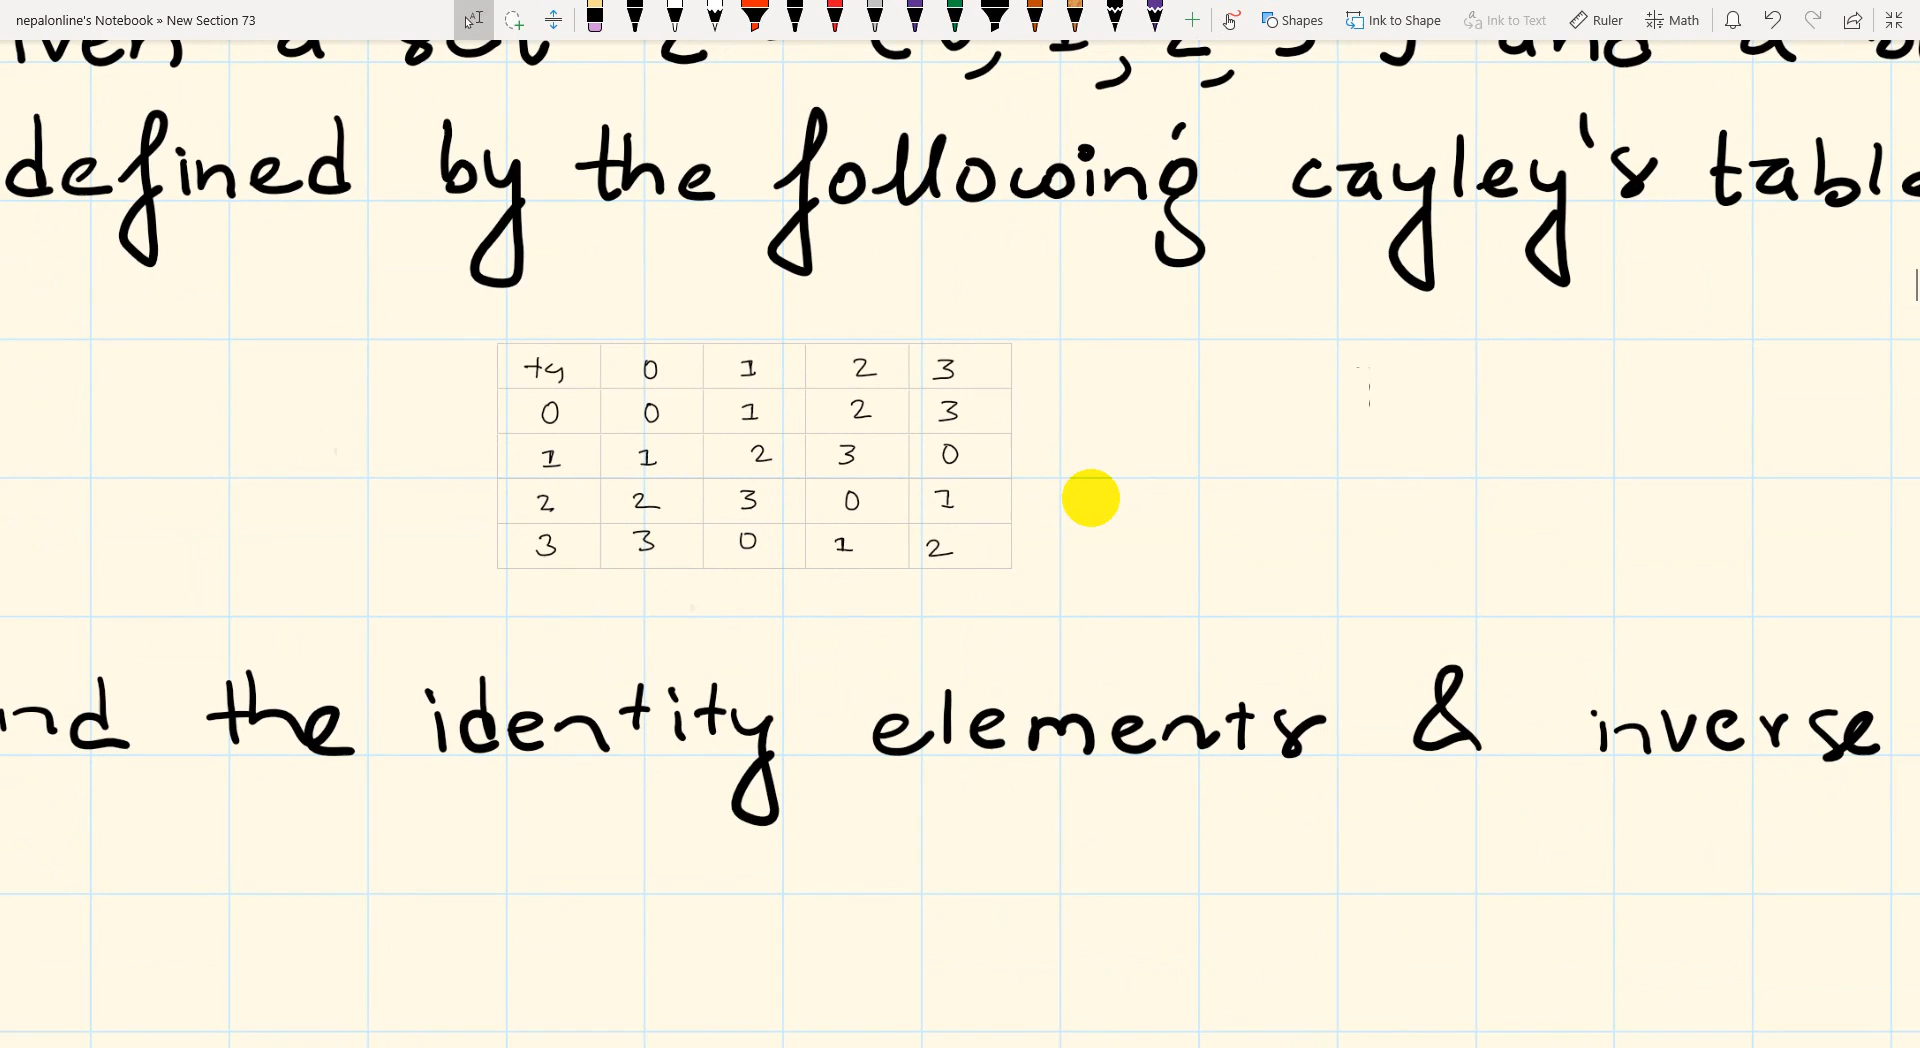 nepalonline's Notebook » New Section 73
Shapes Ink to Shape Ink to Text Ruler Math
a set and a
defined by the following cayley's table
+4 0 1 2 3
0 0 1 2 3
1 1 2 3 0
2 2 3 0 1
3 3 0 1 2
the identity elements & inverse